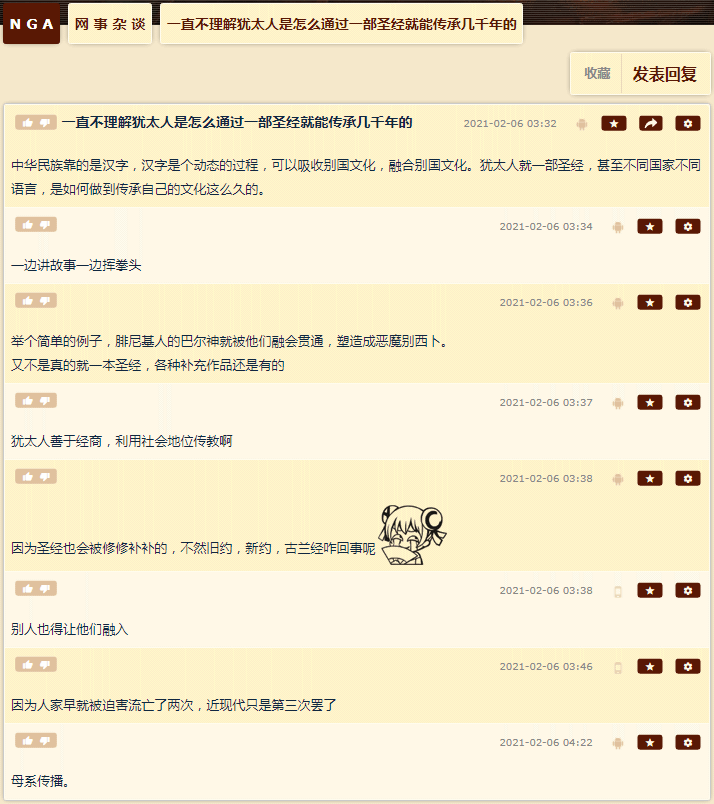 NGA 网事杂谈 一直不理解犹太人是怎么通过一部圣经就能传承几千年的
收藏 发表回复
一直不理解犹太人是怎么通过一部圣经就能传承几千年的 2021-02-06 03:32
中华民族靠的是汉字，汉字是个动态的过程，可以吸收别国文化，融合别国文化。犹太人就一部圣经，甚至不同国家不同
语言，是如何做到传承自己的文化这么久的。
2021-02-06 03:34
一边讲故事一边挥拳头
2021-02-06 03:36
举个简单的例子，腓尼基人的巴尔神就被他们融会贯通，塑造成恶魔别西卜。
又不是真的就一本圣经，各种补充作品还是有的
2021-02-06 03:37
犹太人善于经商，利用社会地位传教啊
2021-02-06 03:38
因为圣经也会被修修补补的，不然旧约，新约，古兰经咋回事呢
2021-02-06 03:38
别人也得让他们融入
2021-02-06 03:46
因为人家早就被迫害流亡了两次，近现代只是第三次罢了
2021-02-06 04:22
母系传播。